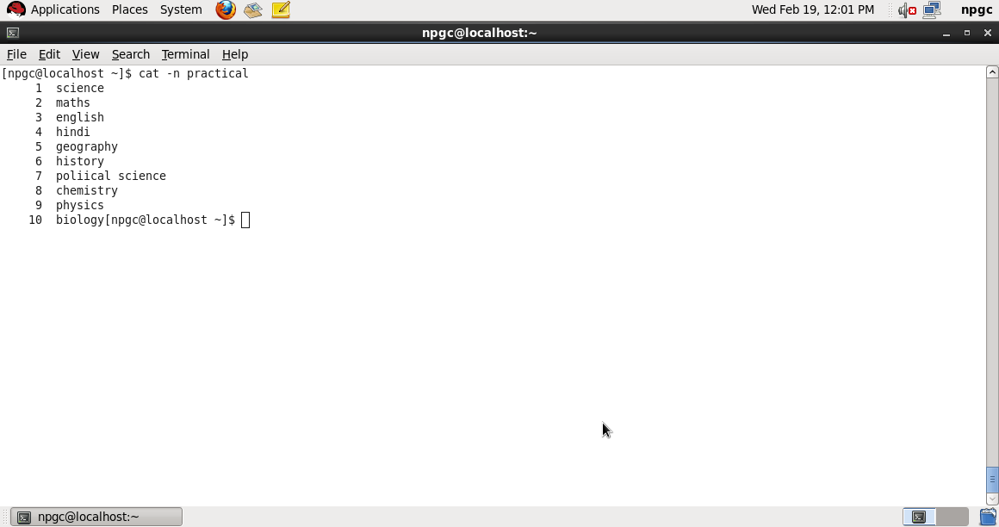 Applications Places System Wed Feb 19, 12:01 PM npgc
npgc@localhost:~
File Edit View Search Terminal Help
[npgc@localhost ~]$ cat -n practical
1 science
2 maths
3 english
4 hindi
5 geography
6 history
7 poliical science
8 chemistry
9 physics
10 biology[npgc@localhost ~]$
npgc@localhost:~